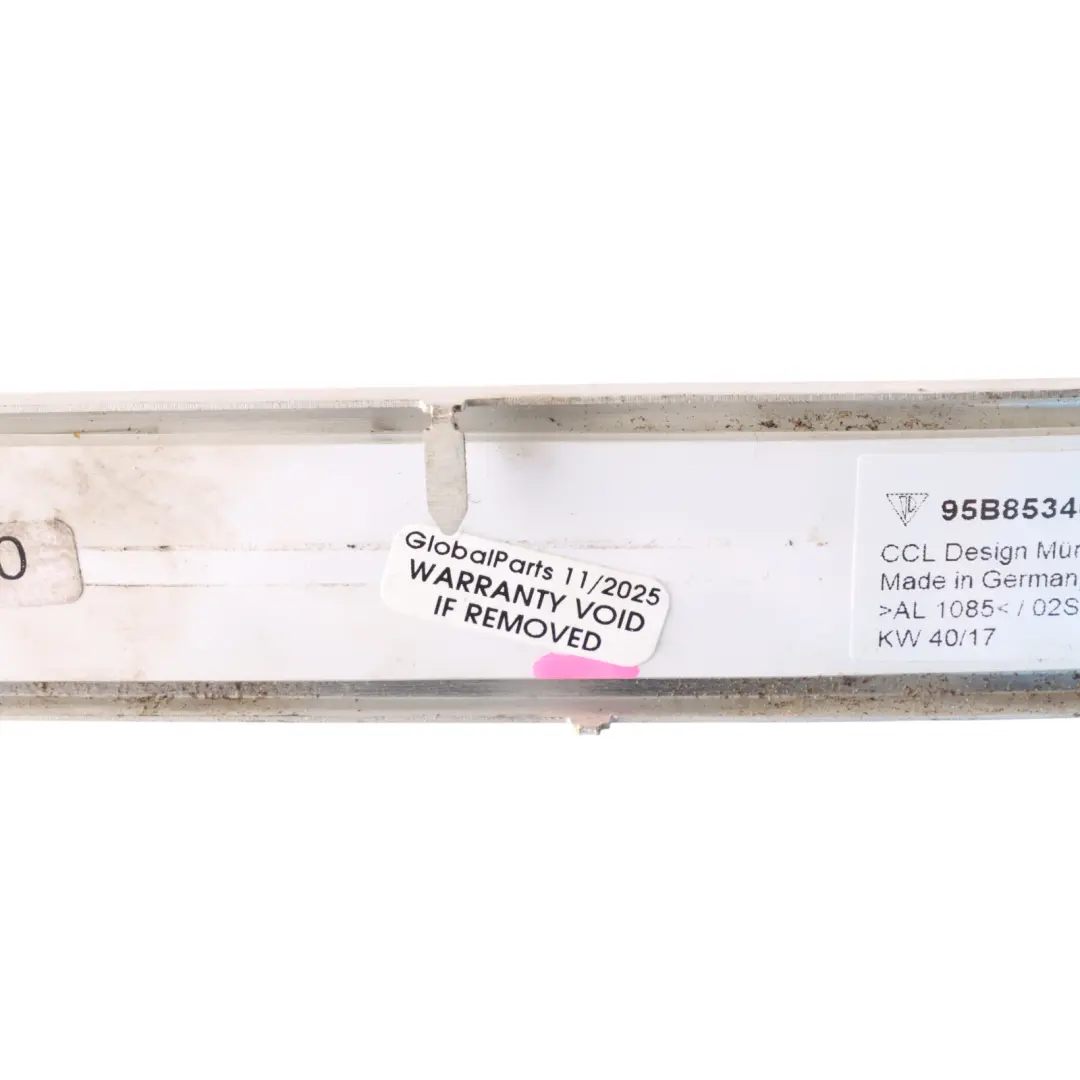 0
GlobalParts 11/2025
WARRANTY VOID
IF REMOVED
95B8534
CCL Design Mün
Made in German
>AL 1085< / 02S
KW 40/17